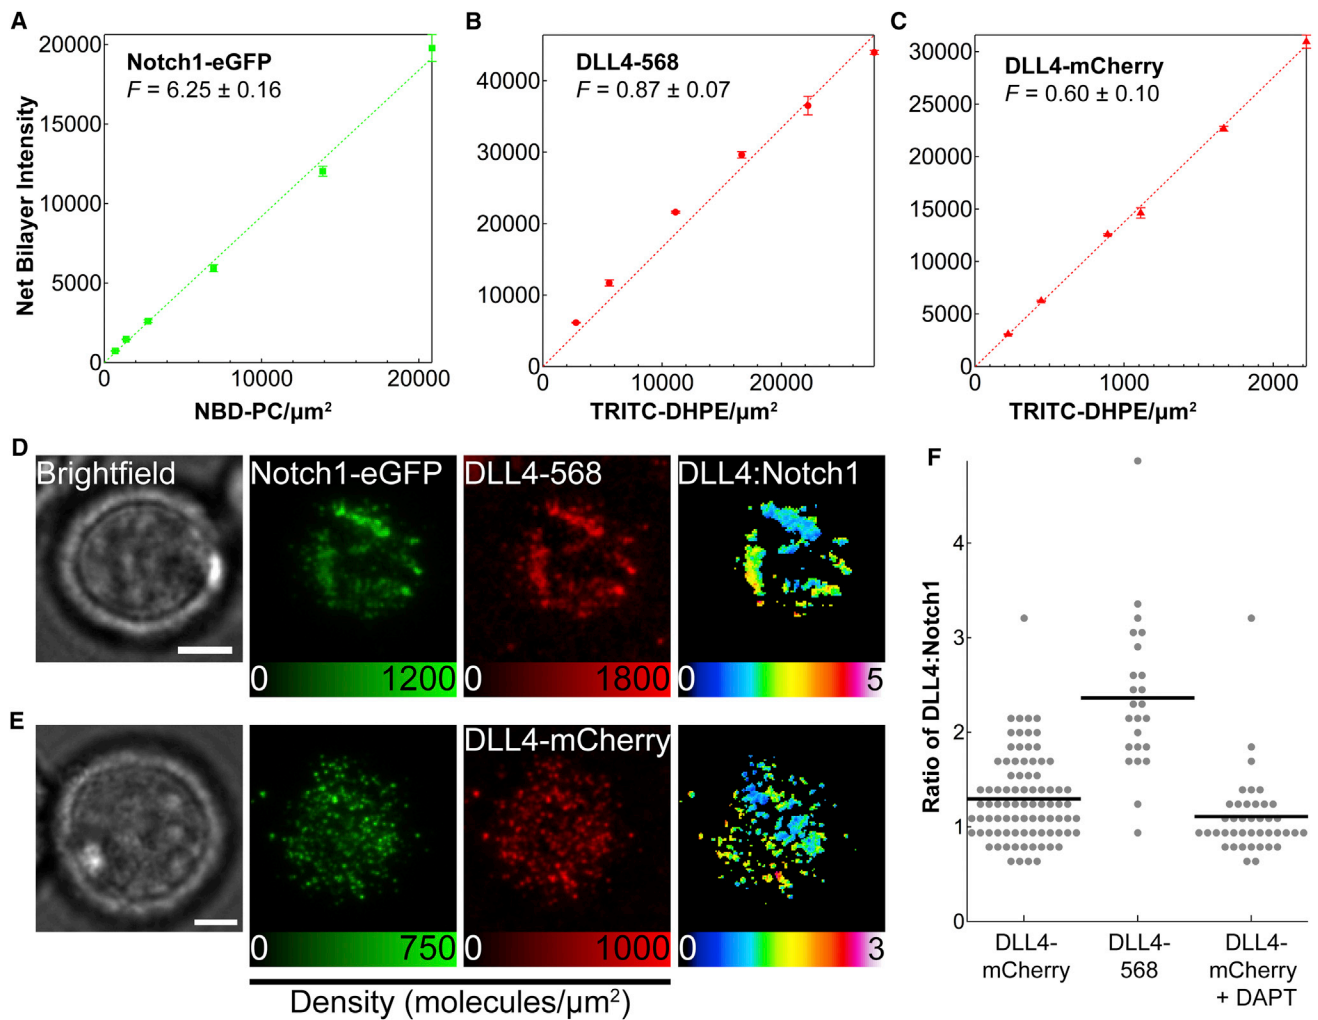 A
Notch1-eGFP
F = 6.25 ± 0.16
Net Bilayer Intensity
20000
15000
10000
5000
0
0
10000
20000
NBD-PC/μm²
B
DLL4-568
F = 0.87 ± 0.07
40000
30000
20000
10000
0
0
10000
20000
TRITC-DHPE/μm²
C
DLL4-mCherry
F = 0.60 ± 0.10
30000
25000
20000
15000
10000
5000
0
0
1000
2000
TRITC-DHPE/μm²
D
Brightfield
Notch1-eGFP
DLL4-568
DLL4:Notch1
0 1200
0 1800
0 5
E
DLL4-mCherry
0 750
0 1000
0 3
Density (molecules/μm²)
F
Ratio of DLL4:Notch1
4
3
2
1
0
DLL4-
mCherry
DLL4-
568
DLL4-
mCherry
+ DAPT